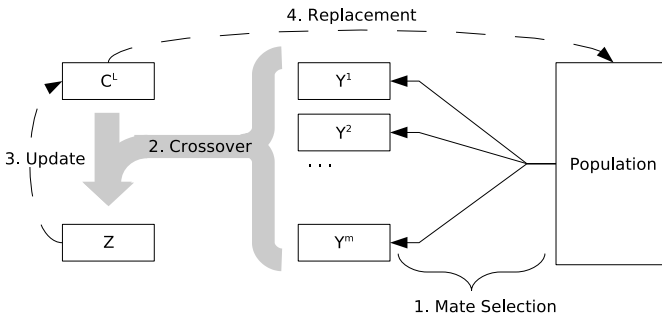 4. Replacement
C^L
Y^1
2. Crossover
Y^2
3. Update
. . .
Population
Z
Y^m
1. Mate Selection